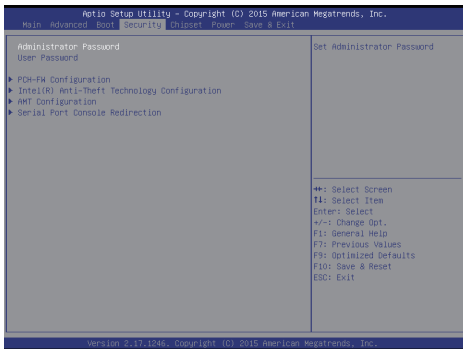 Aptio Setup Utility – Copyright (C) 2015 American Megatrends, Inc.
Main Advanced Boot Security Chipset Power Save & Exit
Administrator Password
User Password
▶ PCH-FW Configuration
▶ Intel(R) Anti-Theft Technology Configuration
▶ AMT Configuration
▶ Serial Port Console Redirection
Set Administrator Password
→←: Select Screen
↑↓: Select Item
Enter: Select
+/-: Change Opt.
F1: General Help
F7: Previous Values
F9: Optimized Defaults
F10: Save & Reset
ESC: Exit
Version 2.17.1246. Copyright (C) 2015 American Megatrends, Inc.